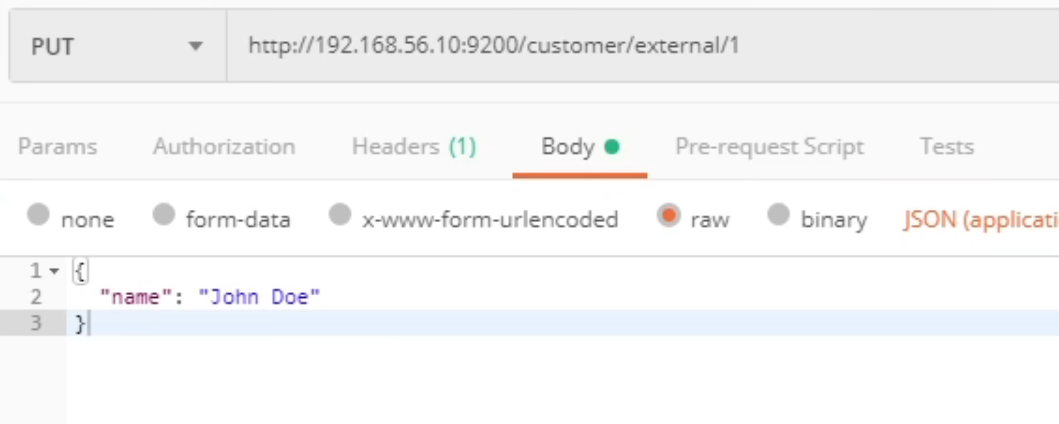 PUT http://192.168.56.10:9200/customer/external/1
Params Authorization Headers (1) Body Pre-request Script Tests
none form-data x-www-form-urlencoded raw binary JSON (applicati
1 {
2 "name": "John Doe"
3 }